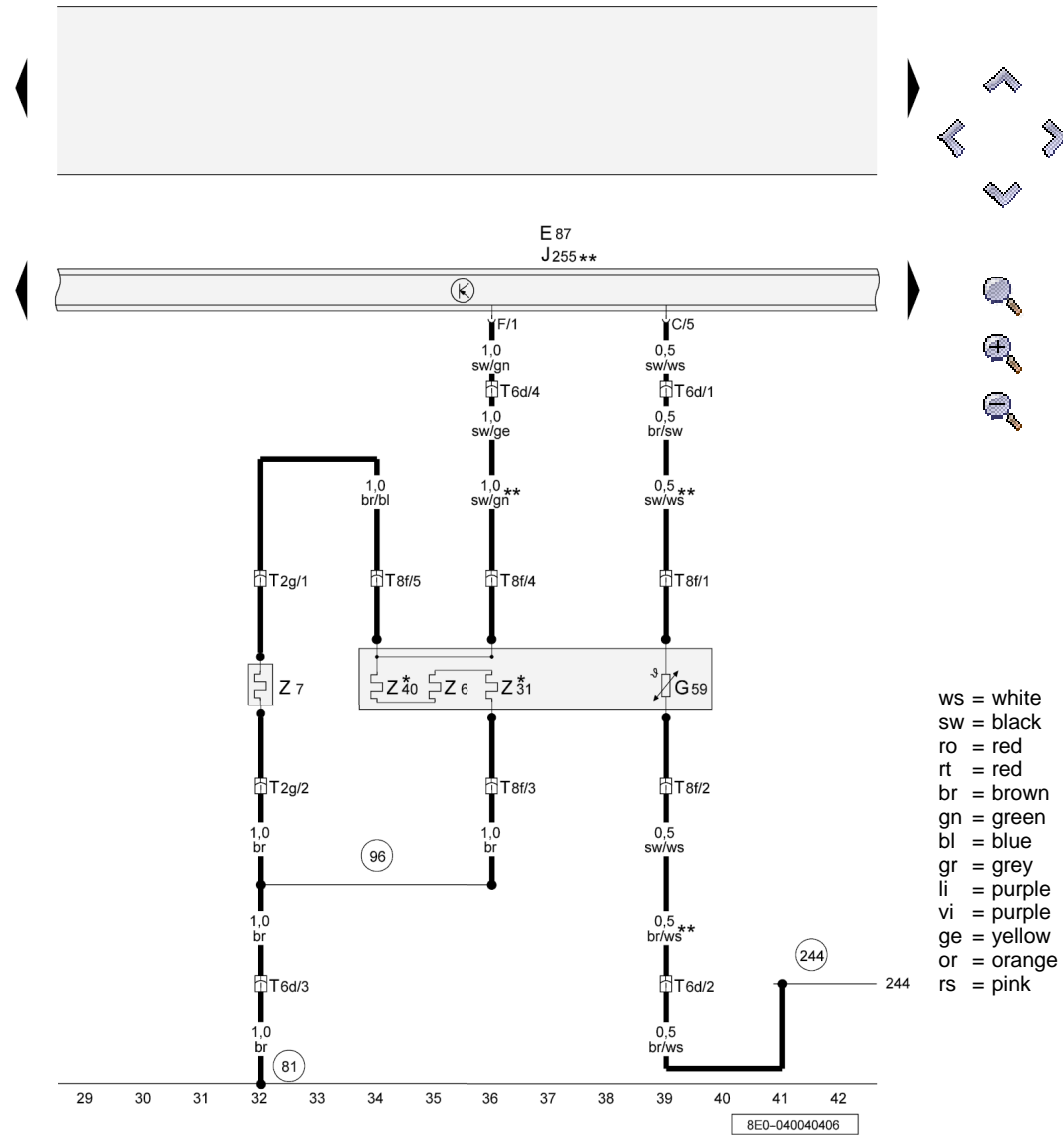 E 87
J 255 **
F/1
C/5
1,0
sw/gn
0,5
sw/ws
T6d/4
T6d/1
1,0
sw/ge
0,5
br/sw
1,0
br/bl
1,0
sw/gn**
0,5
sw/ws**
T2g/1
T8f/5
T8f/4
T8f/1
Z 7
Z*40
Z 6
Z*31
ϑ
G 59
T2g/2
T8f/3
T8f/2
1,0
br
1,0
br
0,5
sw/ws
96
1,0
br
0,5
br/ws**
244
T6d/3
T6d/2
244
1,0
br
0,5
br/ws
81
29 30 31 32 33 34 35 36 37 38 39 40 41 42
8E0-040040406
ws = white
sw = black
ro = red
rt = red
br = brown
gn = green
bl = blue
gr = grey
li = purple
vi = purple
ge = yellow
or = orange
rs = pink